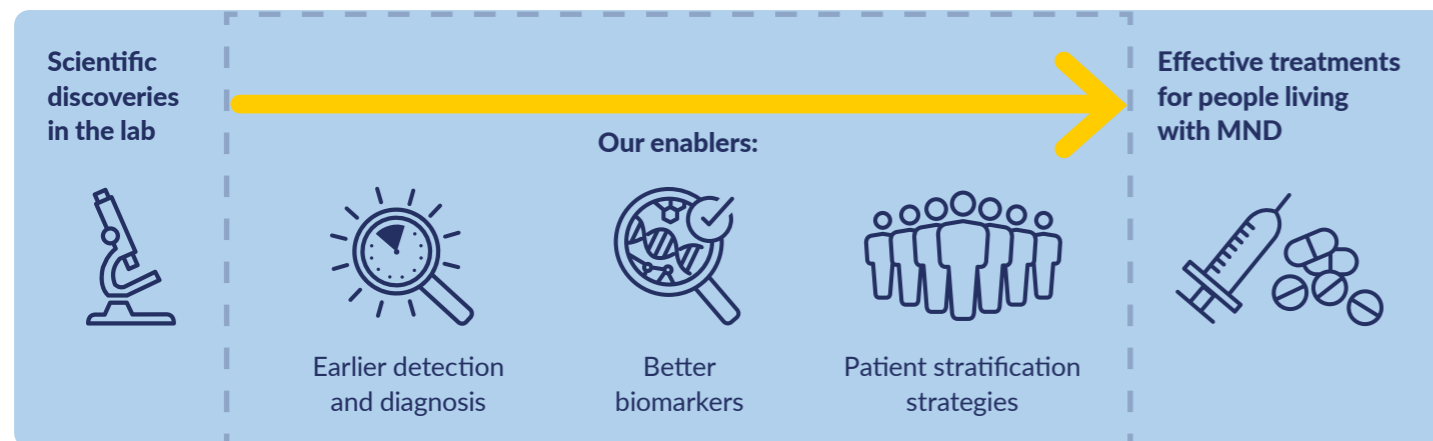 Scientific
discoveries
in the lab
Our enablers:
Effective treatments
for people living
with MND
Earlier detection
and diagnosis
Better
biomarkers
Patient stratification
strategies